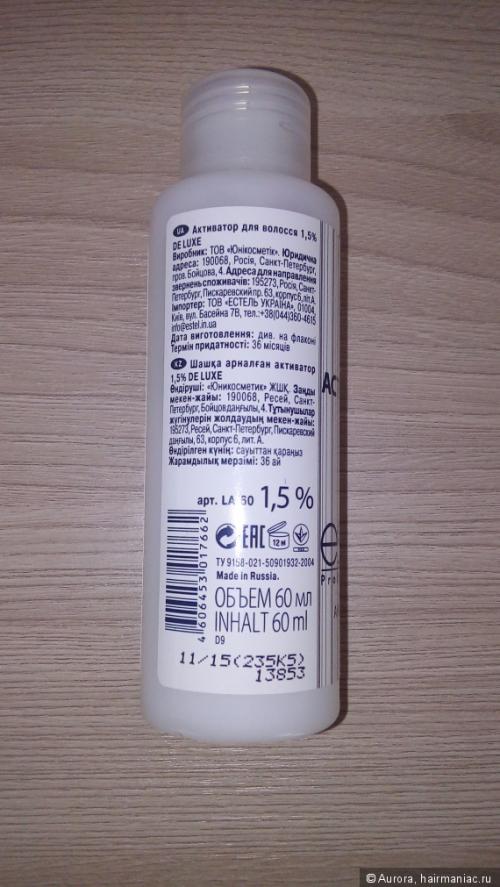 UA Активатор для волосся 1,5%
DE LUXE
Виробник: ТОВ «Юнікосметік». Юридична
адреса: 190068, Росія, Санкт-Петербург,
пров. Бойцова, 4. Адреса для направлення
звернень споживачів: 195273, Росія, Санкт-
Петербург, Пискаревский пр. 63, корпус 6, літ. А.
Імпортер: ТОВ «ЕСТЕЛЬ УКРАЇНА», 01004,
Київ, вул. Басейна 7В, тел.:+38(044)360-4615
info@estel.in.ua
Дата виготовлення: див. на флаконі
Термін придатності: 36 місяців
KZ Шашқа арналған активатор
1,5% DE LUXE
Өндіруші: «Юникосметик» ЖШҚ. Заңды
мекен-жайы: 190068, Ресей, Санкт-
Петербург, Бойцов даңғылы, 4. Тұтынушылар
жүгінулерін жолдаудың мекен-жайы:
195273, Ресей, Санкт-Петербург, Пискаревский
даңғылы, 63, корпус 6, лит. А.
Өндірілген күнің: сауыттан қараңыз
Жарамдылық мерзімі: 36 ай
арт. LA/60 1,5 %
4 606453 017662
EAC 12 M
ТУ 9158-021-50901932-2004
Made in Russia.
ОБЪЕМ 60 мл
INHALT 60 ml
D9
11/15(235K5)
13853
AC
e
Pro
© Aurora, hairmaniac.ru